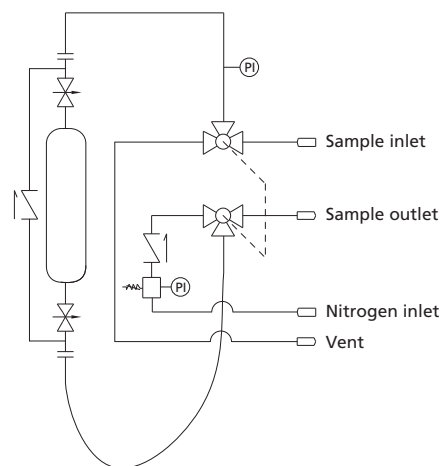 PI
Sample inlet
Sample outlet
PI
Nitrogen inlet
Vent